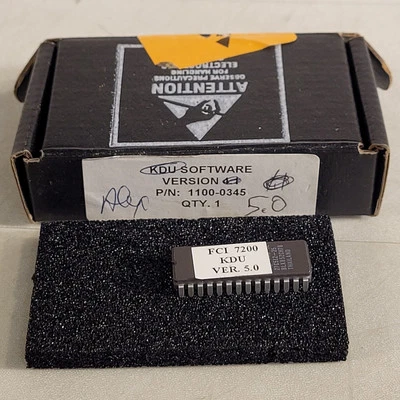 ATTENTION
OBSERVE PRECAUTIONS
FOR HANDLING
ELECTROSTATIC
KDU SOFTWARE
VERSION
P/N: 1100-0345
QTY. 1
Alex
5.0
FCI 7200
KDU
VER. 5.0